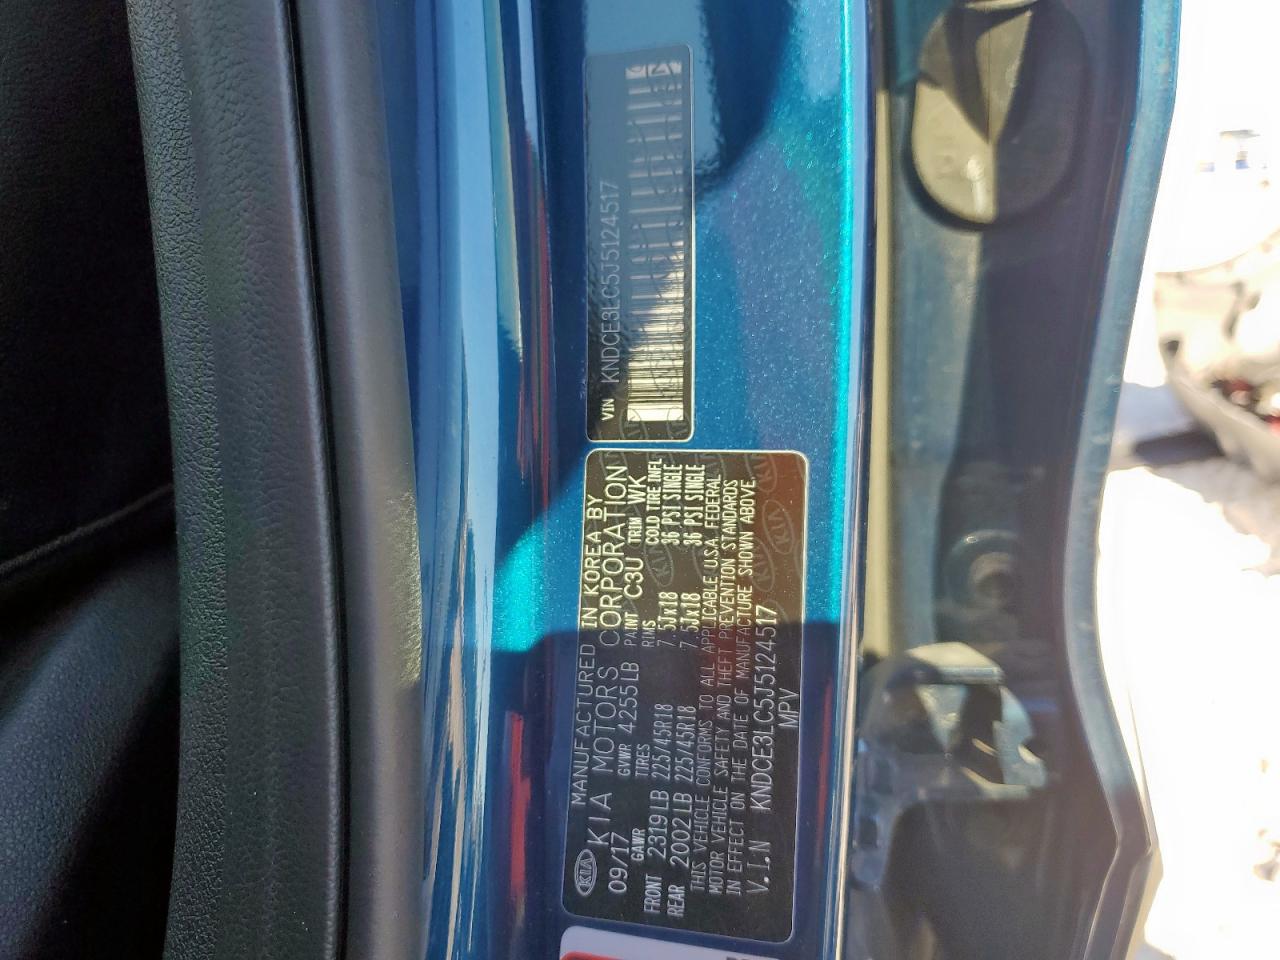 VIN KNDCE3LC5J5124517
KIA MANUFACTURED IN KOREA BY
KIA MOTORS CORPORATION
09/17 GVWR 4255LB PAINT C3U TRIM WK
GAWR TIRES RIMS COLD TIRE INFL
FRONT 2319LB 225/45R18 7.5Jx18 36 PSI SINGLE
REAR 2002LB 225/45R18 7.5Jx18 36 PSI SINGLE
THIS VEHICLE CONFORMS TO ALL APPLICABLE U.S.A. FEDERAL
MOTOR VEHICLE SAFETY AND THEFT PREVENTION STANDARDS
IN EFFECT ON THE DATE OF MANUFACTURE SHOWN ABOVE
V.I.N KNDCE3LC5J5124517
MPV